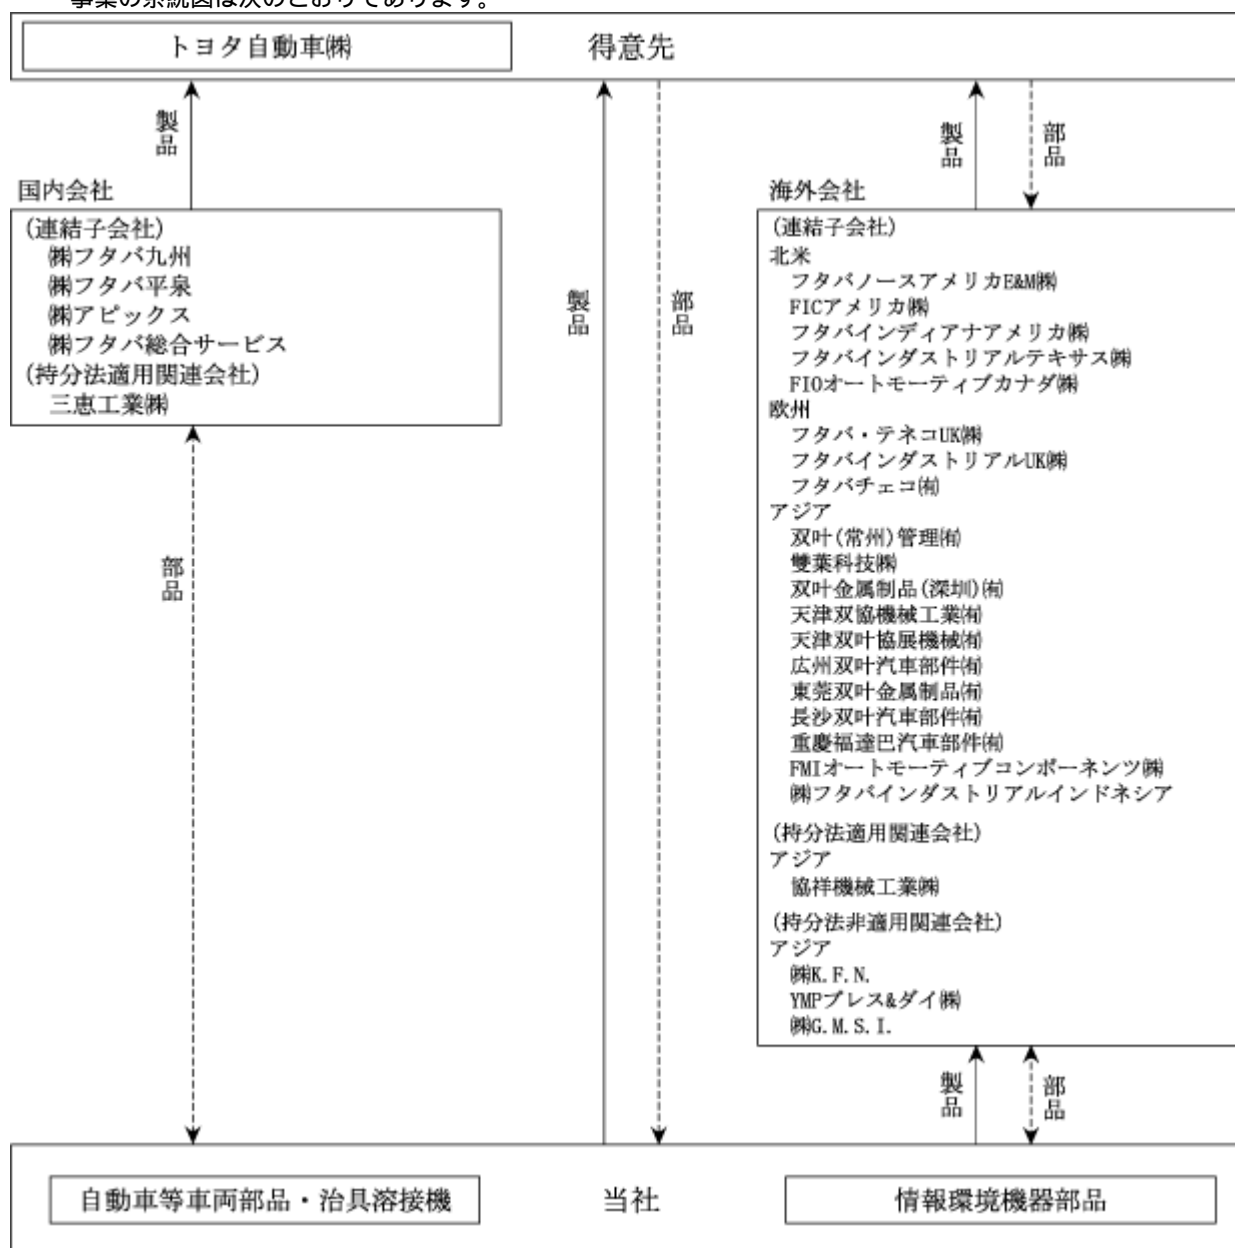 事業の系統図は次のとおりであります。
トヨタ自動車㈱
得意先
製品
製品
部品
製品
部品
国内会社
(連結子会社)
㈱フタバ九州
㈱フタバ平泉
㈱アピックス
㈱フタバ総合サービス
(持分法適用関連会社)
三恵工業㈱
部品
海外会社
(連結子会社)
北米
フタバノースアメリカE&M㈱
FICアメリカ㈱
フタバインディアナアメリカ㈱
フタバインダストリアルテキサス㈱
FIOオートモーティブカナダ㈱
欧州
フタバ・テネコUK㈱
フタバインダストリアルUK㈱
フタバチェコ㈲
アジア
双叶(常州)管理㈲
雙葉科技㈱
双叶金属制品(深圳)㈲
天津双協機械工業㈲
天津双叶協展機械㈲
広州双叶汽車部件㈲
東莞双叶金属制品㈲
長沙双叶汽車部件㈲
重慶福達巴汽車部件㈲
FMIオートモーティブコンポーネンツ㈱
㈱フタバインダストリアルインドネシア
(持分法適用関連会社)
アジア
協祥機械工業㈱
(持分法非適用関連会社)
アジア
㈱K.F.N.
YMPプレス&ダイ㈱
㈱G.M.S.I.
製品
部品
自動車等車両部品・治具溶接機
当社
情報環境機器部品